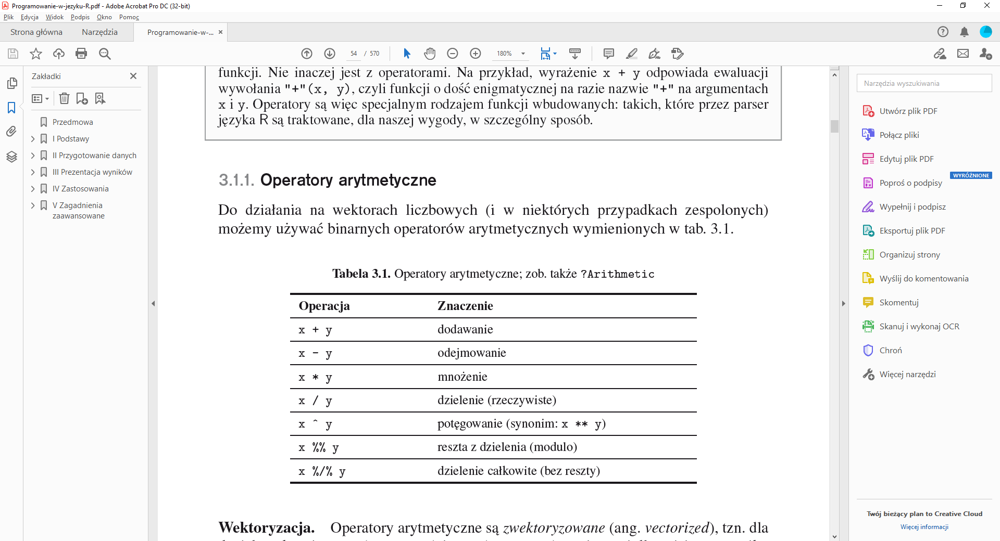 Programowanie-w-jezyku-R.pdf - Adobe Acrobat Pro DC (32-bit)
Plik Edycja Widok Podpis Okno Pomoc
Strona główna Narzędzia Programowanie-w-... ×
54 / 570 180%
Zakładki
Przedmowa
I Podstawy
II Przygotowanie danych
III Prezentacja wyników
IV Zastosowania
V Zagadnienia
zaawansowane
funkcji. Nie inaczej jest z operatorami. Na przykład, wyrażenie x + y odpowiada ewaluacji
wywołania "+"(x, y), czyli funkcji o dość enigmatycznej na razie nazwie "+" na argumentach
x i y. Operatory są więc specjalnym rodzajem funkcji wbudowanych: takich, które przez parser
języka R są traktowane, dla naszej wygody, w szczególny sposób.
3.1.1. Operatory arytmetyczne
Do działania na wektorach liczbowych (i w niektórych przypadkach zespolonych)
możemy używać binarnych operatorów arytmetycznych wymienionych w tab. 3.1.
Tabela 3.1. Operatory arytmetyczne; zob. także ?Arithmetic
Operacja Znaczenie
x + y dodawanie
x - y odejmowanie
x * y mnożenie
x / y dzielenie (rzeczywiste)
x ^ y potęgowanie (synonim: x ** y)
x %% y reszta z dzielenia (modulo)
x %/% y dzielenie całkowite (bez reszty)
Wektoryzacja. Operatory arytmetyczne są zwektoryzowane (ang. vectorized), tzn. dla
Narzędzia wyszukiwania
Utwórz plik PDF
Połącz pliki
Edytuj plik PDF
WYRÓŻNIONE
Poproś o podpisy
Wypełnij i podpisz
Eksportuj plik PDF
Organizuj strony
Wyślij do komentowania
Skomentuj
Skanuj i wykonaj OCR
Chroń
Więcej narzędzi
Twój bieżący plan to Creative Cloud
Więcej informacji